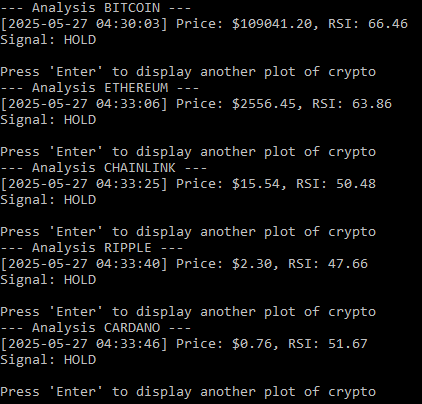 --- Analysis BITCOIN ---
[2025-05-27 04:30:03] Price: $109041.20, RSI: 66.46
Signal: HOLD
Press 'Enter' to display another plot of crypto
--- Analysis ETHEREUM ---
[2025-05-27 04:33:06] Price: $2556.45, RSI: 63.86
Signal: HOLD
Press 'Enter' to display another plot of crypto
--- Analysis CHAINLINK ---
[2025-05-27 04:33:25] Price: $15.54, RSI: 50.48
Signal: HOLD
Press 'Enter' to display another plot of crypto
--- Analysis RIPPLE ---
[2025-05-27 04:33:40] Price: $2.30, RSI: 47.66
Signal: HOLD
Press 'Enter' to display another plot of crypto
--- Analysis CARDANO ---
[2025-05-27 04:33:46] Price: $0.76, RSI: 51.67
Signal: HOLD
Press 'Enter' to display another plot of crypto